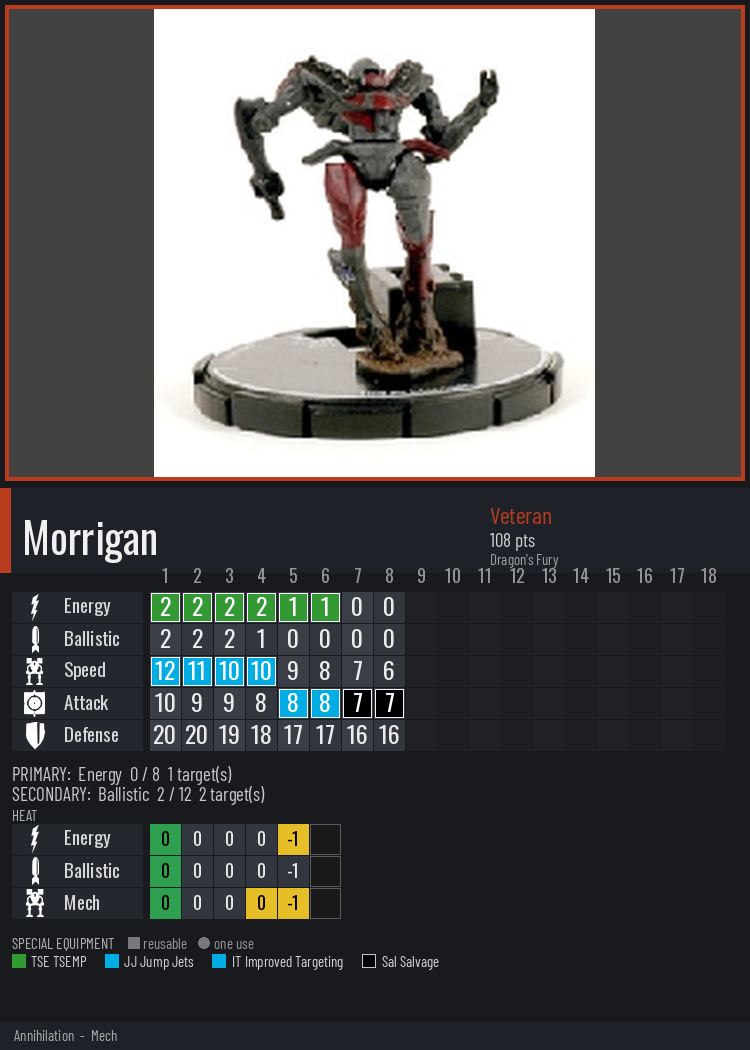 Morrigan
Veteran
108 pts
Dragon's Fury
1 2 3 4 5 6 7 8 9 10 11 12 13 14 15 16 17 18
Energy 2 2 2 2 1 1 0 0
Ballistic 2 2 2 1 0 0 0 0
Speed 12 11 10 10 9 8 7 6
Attack 10 9 9 8 8 8 7 7
Defense 20 20 19 18 17 17 16 16
PRIMARY: Energy 0 / 8 1 target(s)
SECONDARY: Ballistic 2 / 12 2 target(s)
HEAT
Energy 0 0 0 0 -1
Ballistic 0 0 0 0 -1
Mech 0 0 0 0 -1
SPECIAL EQUIPMENT reusable one use
TSE TSEMP JJ Jump Jets IT Improved Targeting Sal Salvage
Annihilation - Mech